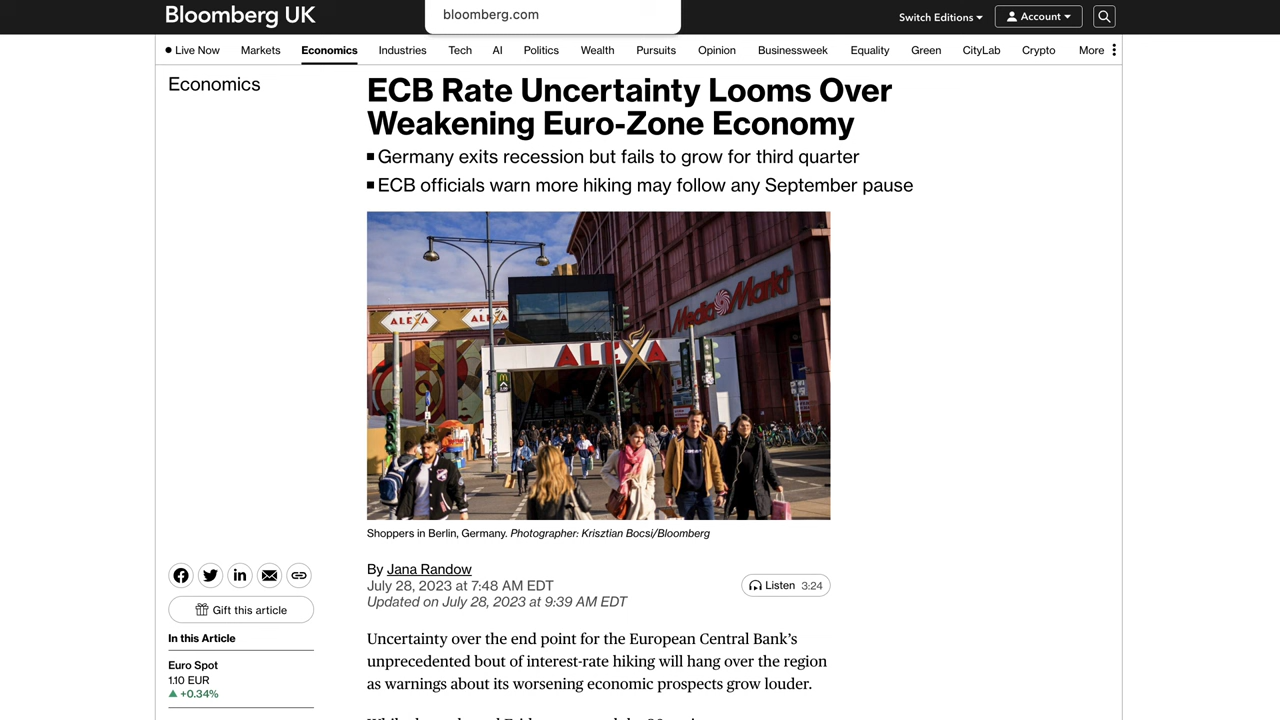 Bloomberg UK
bloomberg.com
Switch Editions
Account
Live Now Markets Economics Industries Tech AI Politics Wealth Pursuits Opinion Businessweek Equality Green CityLab Crypto More
Economics
ECB Rate Uncertainty Looms Over
Weakening Euro-Zone Economy
Germany exits recession but fails to grow for third quarter
ECB officials warn more hiking may follow any September pause
ALEXA
ALEXA
Media Markt
ALEXA
Shoppers in Berlin, Germany. Photographer: Krisztian Bocsi/Bloomberg
By Jana Randow
July 28, 2023 at 7:48 AM EDT
Updated on July 28, 2023 at 9:39 AM EDT
Listen 3:24
Gift this article
In this Article
Euro Spot
1.10 EUR
+0.34%
Uncertainty over the end point for the European Central Bank’s
unprecedented bout of interest-rate hiking will hang over the region
as warnings about its worsening economic prospects grow louder.